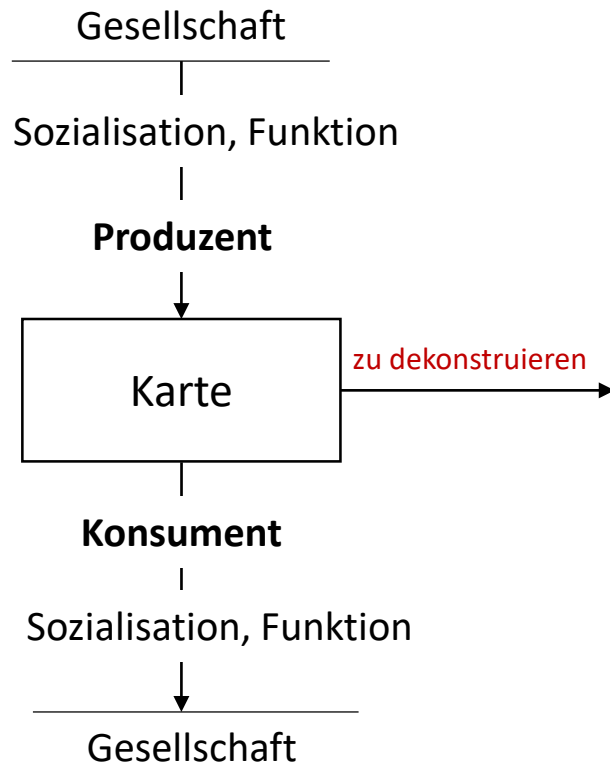 Gesellschaft
Sozialisation, Funktion
Produzent
Karte
zu dekonstruieren
Konsument
Sozialisation, Funktion
Gesellschaft